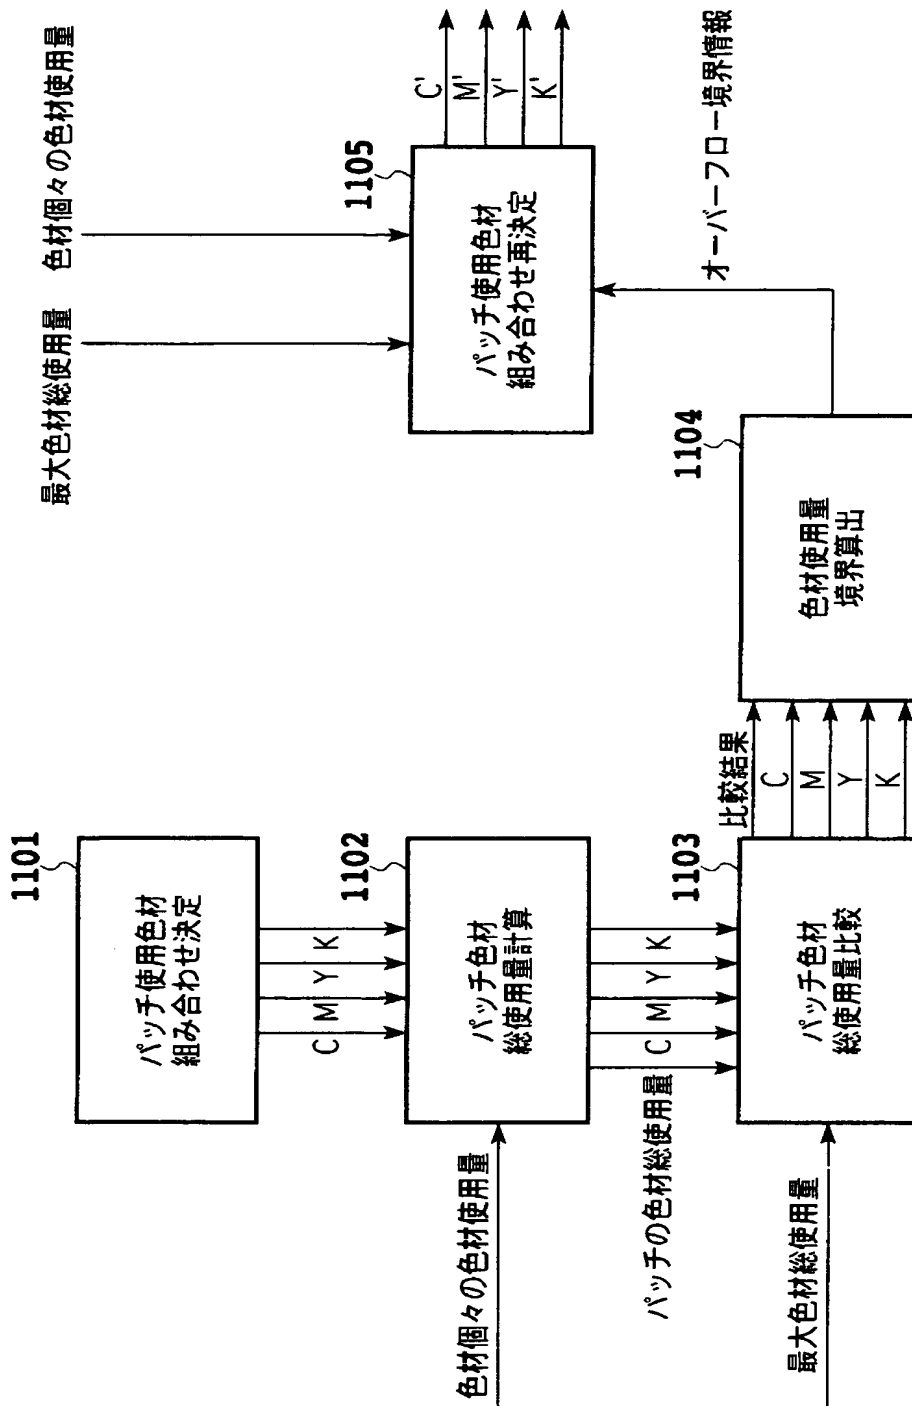 1101
パッチ使用色材
組み合わせ決定
C
M
Y
K
色材個々の色材使用量
1102
パッチ色材
総使用量計算
パッチの色材総使用量
C
M
Y
K
最大色材総使用量
1103
パッチ色材
総使用量比較
比較結果
C
M
Y
K
1104
色材使用量
境界算出
オーバーフロー境界情報
最大色材総使用量
色材個々の色材使用量
1105
パッチ使用色材
組み合わせ再決定
C'
M'
Y'
K'